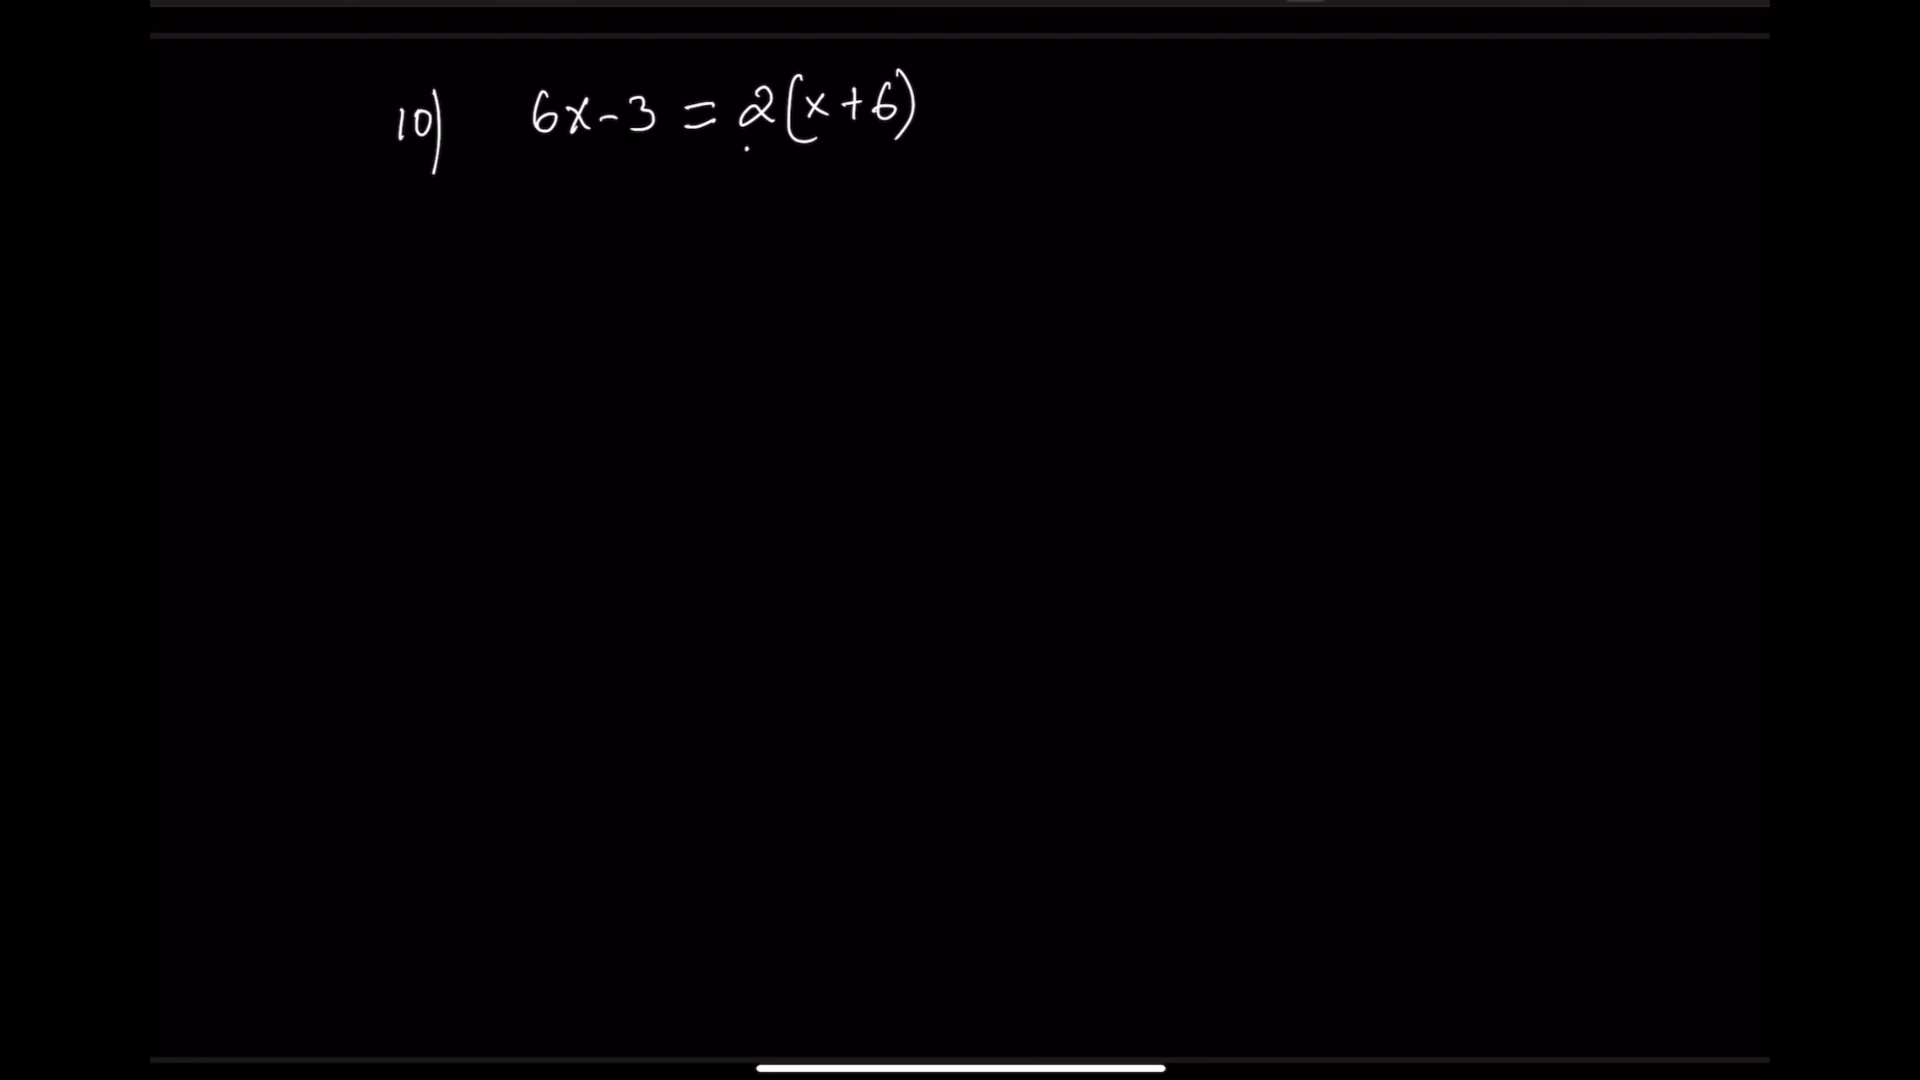 10) 6x-3 = 2(x+6)